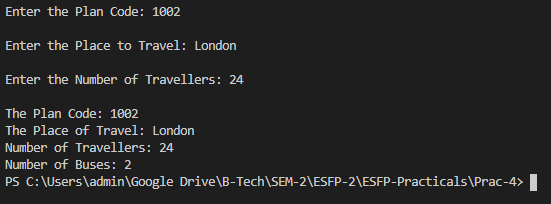 Enter the Plan Code: 1002
Enter the Place to Travel: London
Enter the Number of Travellers: 24
The Plan Code: 1002
The Place of Travel: London
Number of Travellers: 24
Number of Buses: 2
PS C:\Users\admin\Google Drive\B-Tech\SEM-2\ESFP-2\ESFP-Practicals\Prac-4>